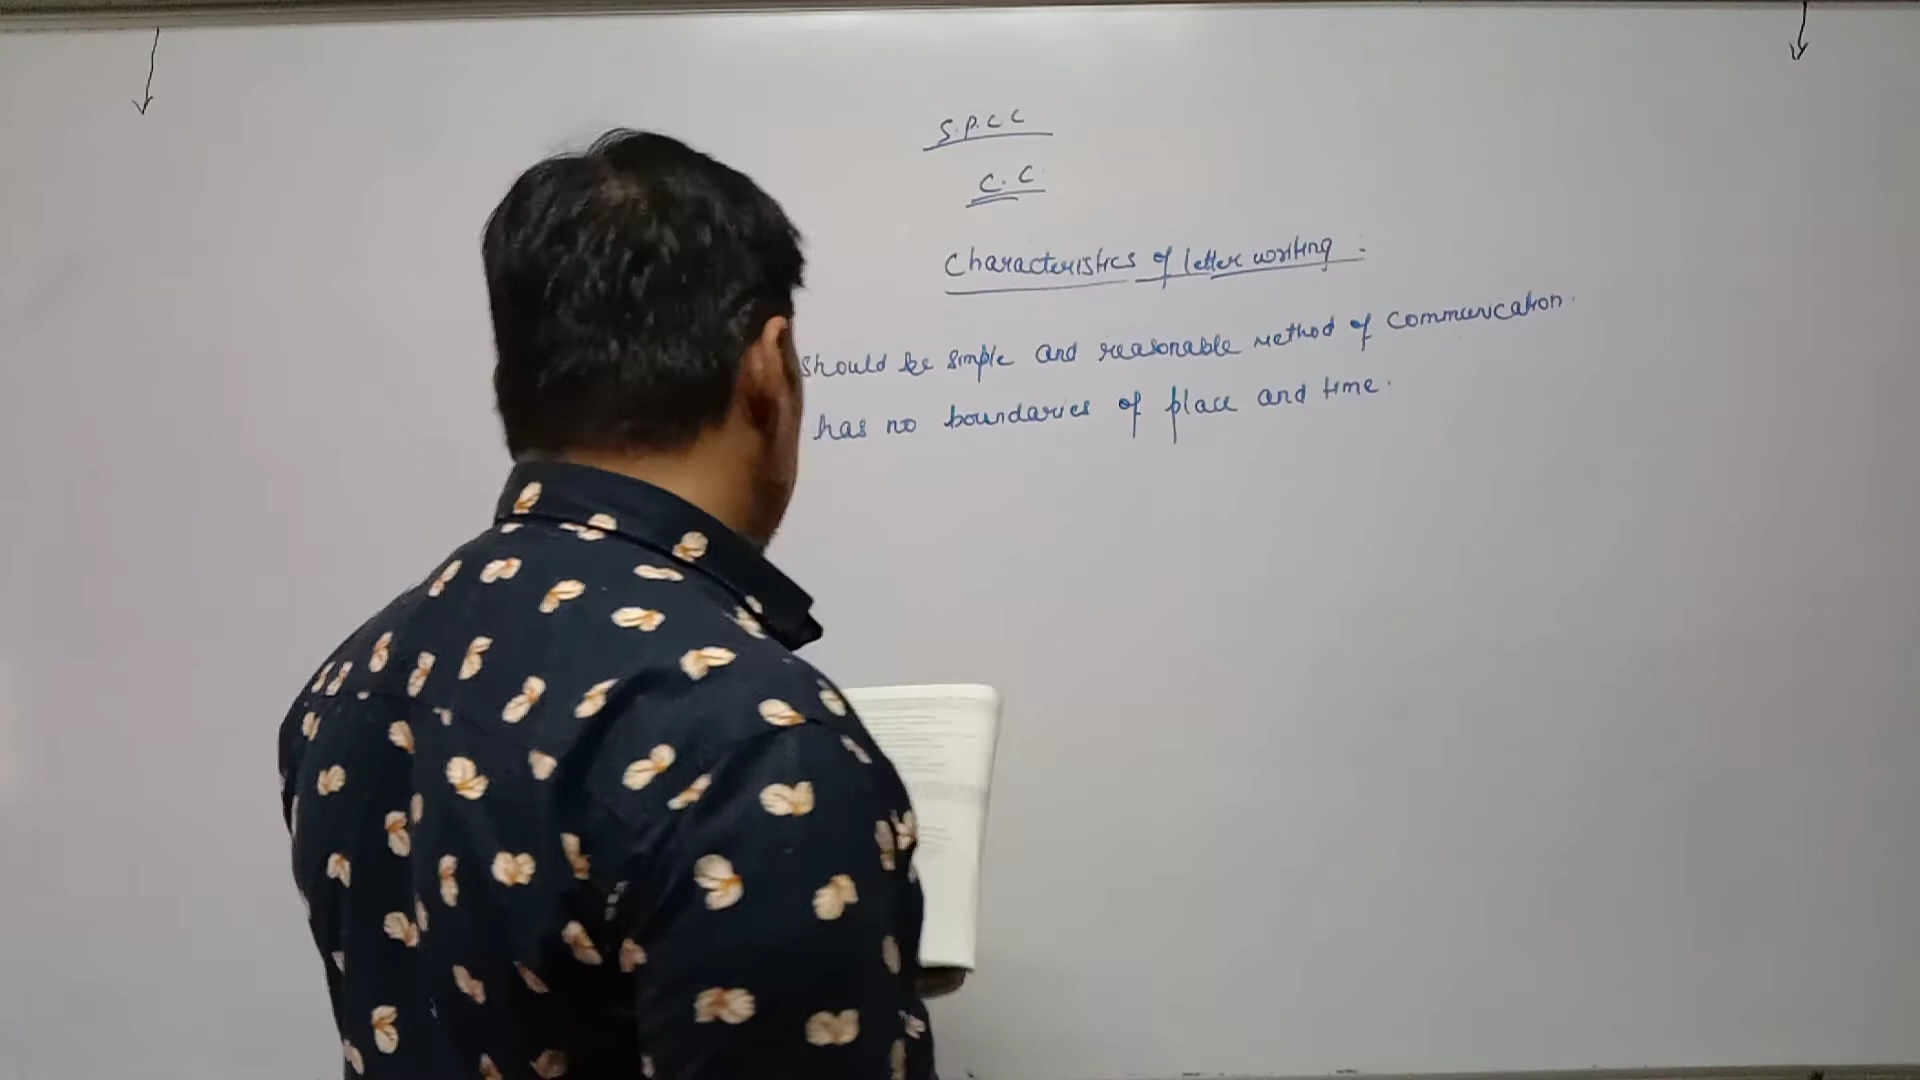 S.P.C.C
C.C.
Characteristics of letter writing :
should be simple and reasonable method of communication.
has no boundaries of place and time.